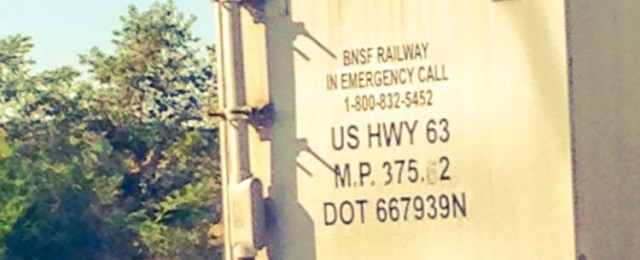 BNSF RAILWAY
IN EMERGENCY CALL
1-800-832-5452
US HWY 63
M.P.
DOT 667939N